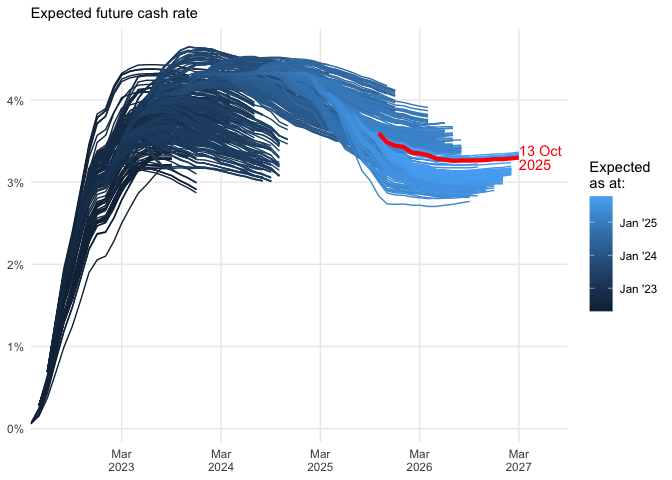 Expected future cash rate
4%
3%
2%
1%
0%
Mar
2023
Mar
2024
Mar
2025
Mar
2026
Mar
2027
13 Oct
2025
Expected
as at:
Jan '25
Jan '24
Jan '23